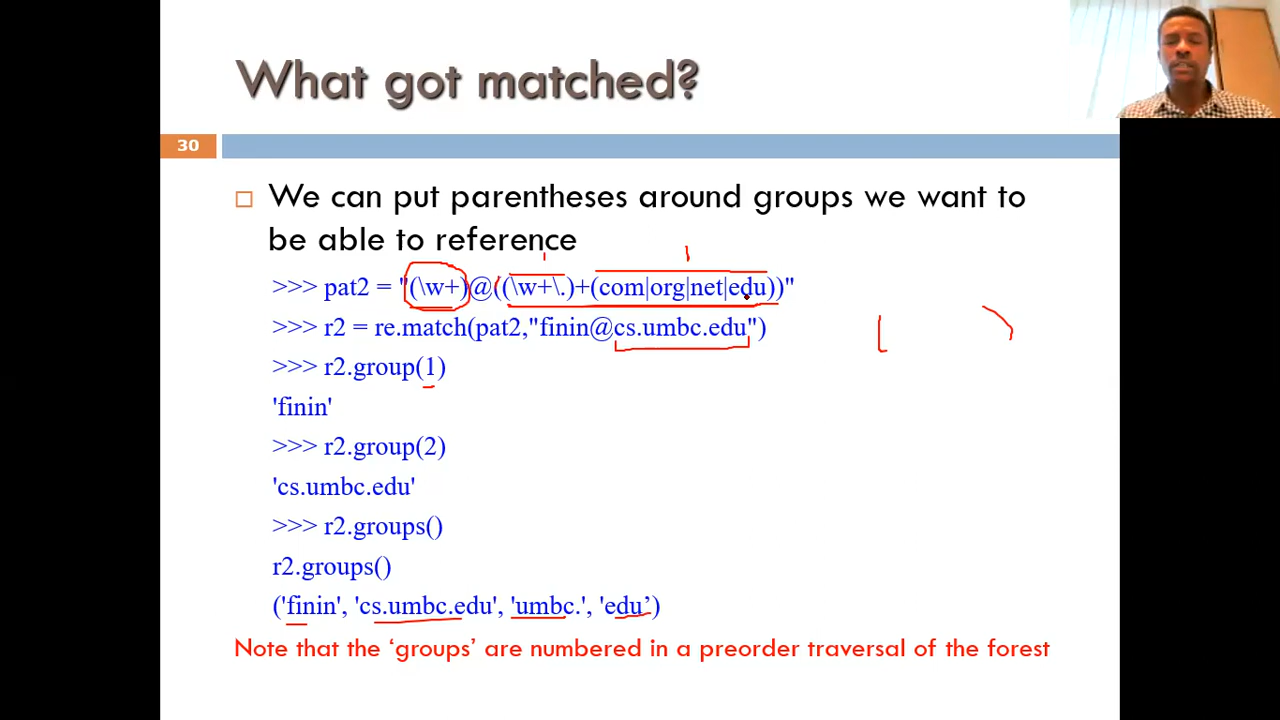 What got matched?
30
We can put parentheses around groups we want to
be able to reference
>>> pat2 = "(\w+)@((\w+\.)+(com|org|net|edu))"
>>> r2 = re.match(pat2,"finin@cs.umbc.edu")
>>> r2.group(1)
'finin'
>>> r2.group(2)
'cs.umbc.edu'
>>> r2.groups()
r2.groups()
('finin', 'cs.umbc.edu', 'umbc.', 'edu’)
Note that the ‘groups’ are numbered in a preorder traversal of the forest